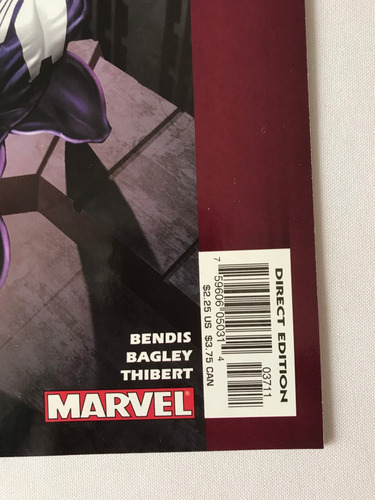 BENDIS
BAGLEY
THIBERT
MARVEL
DIRECT EDITION
03711
7 59606 05031 4
$2.25 US $3.75 CAN